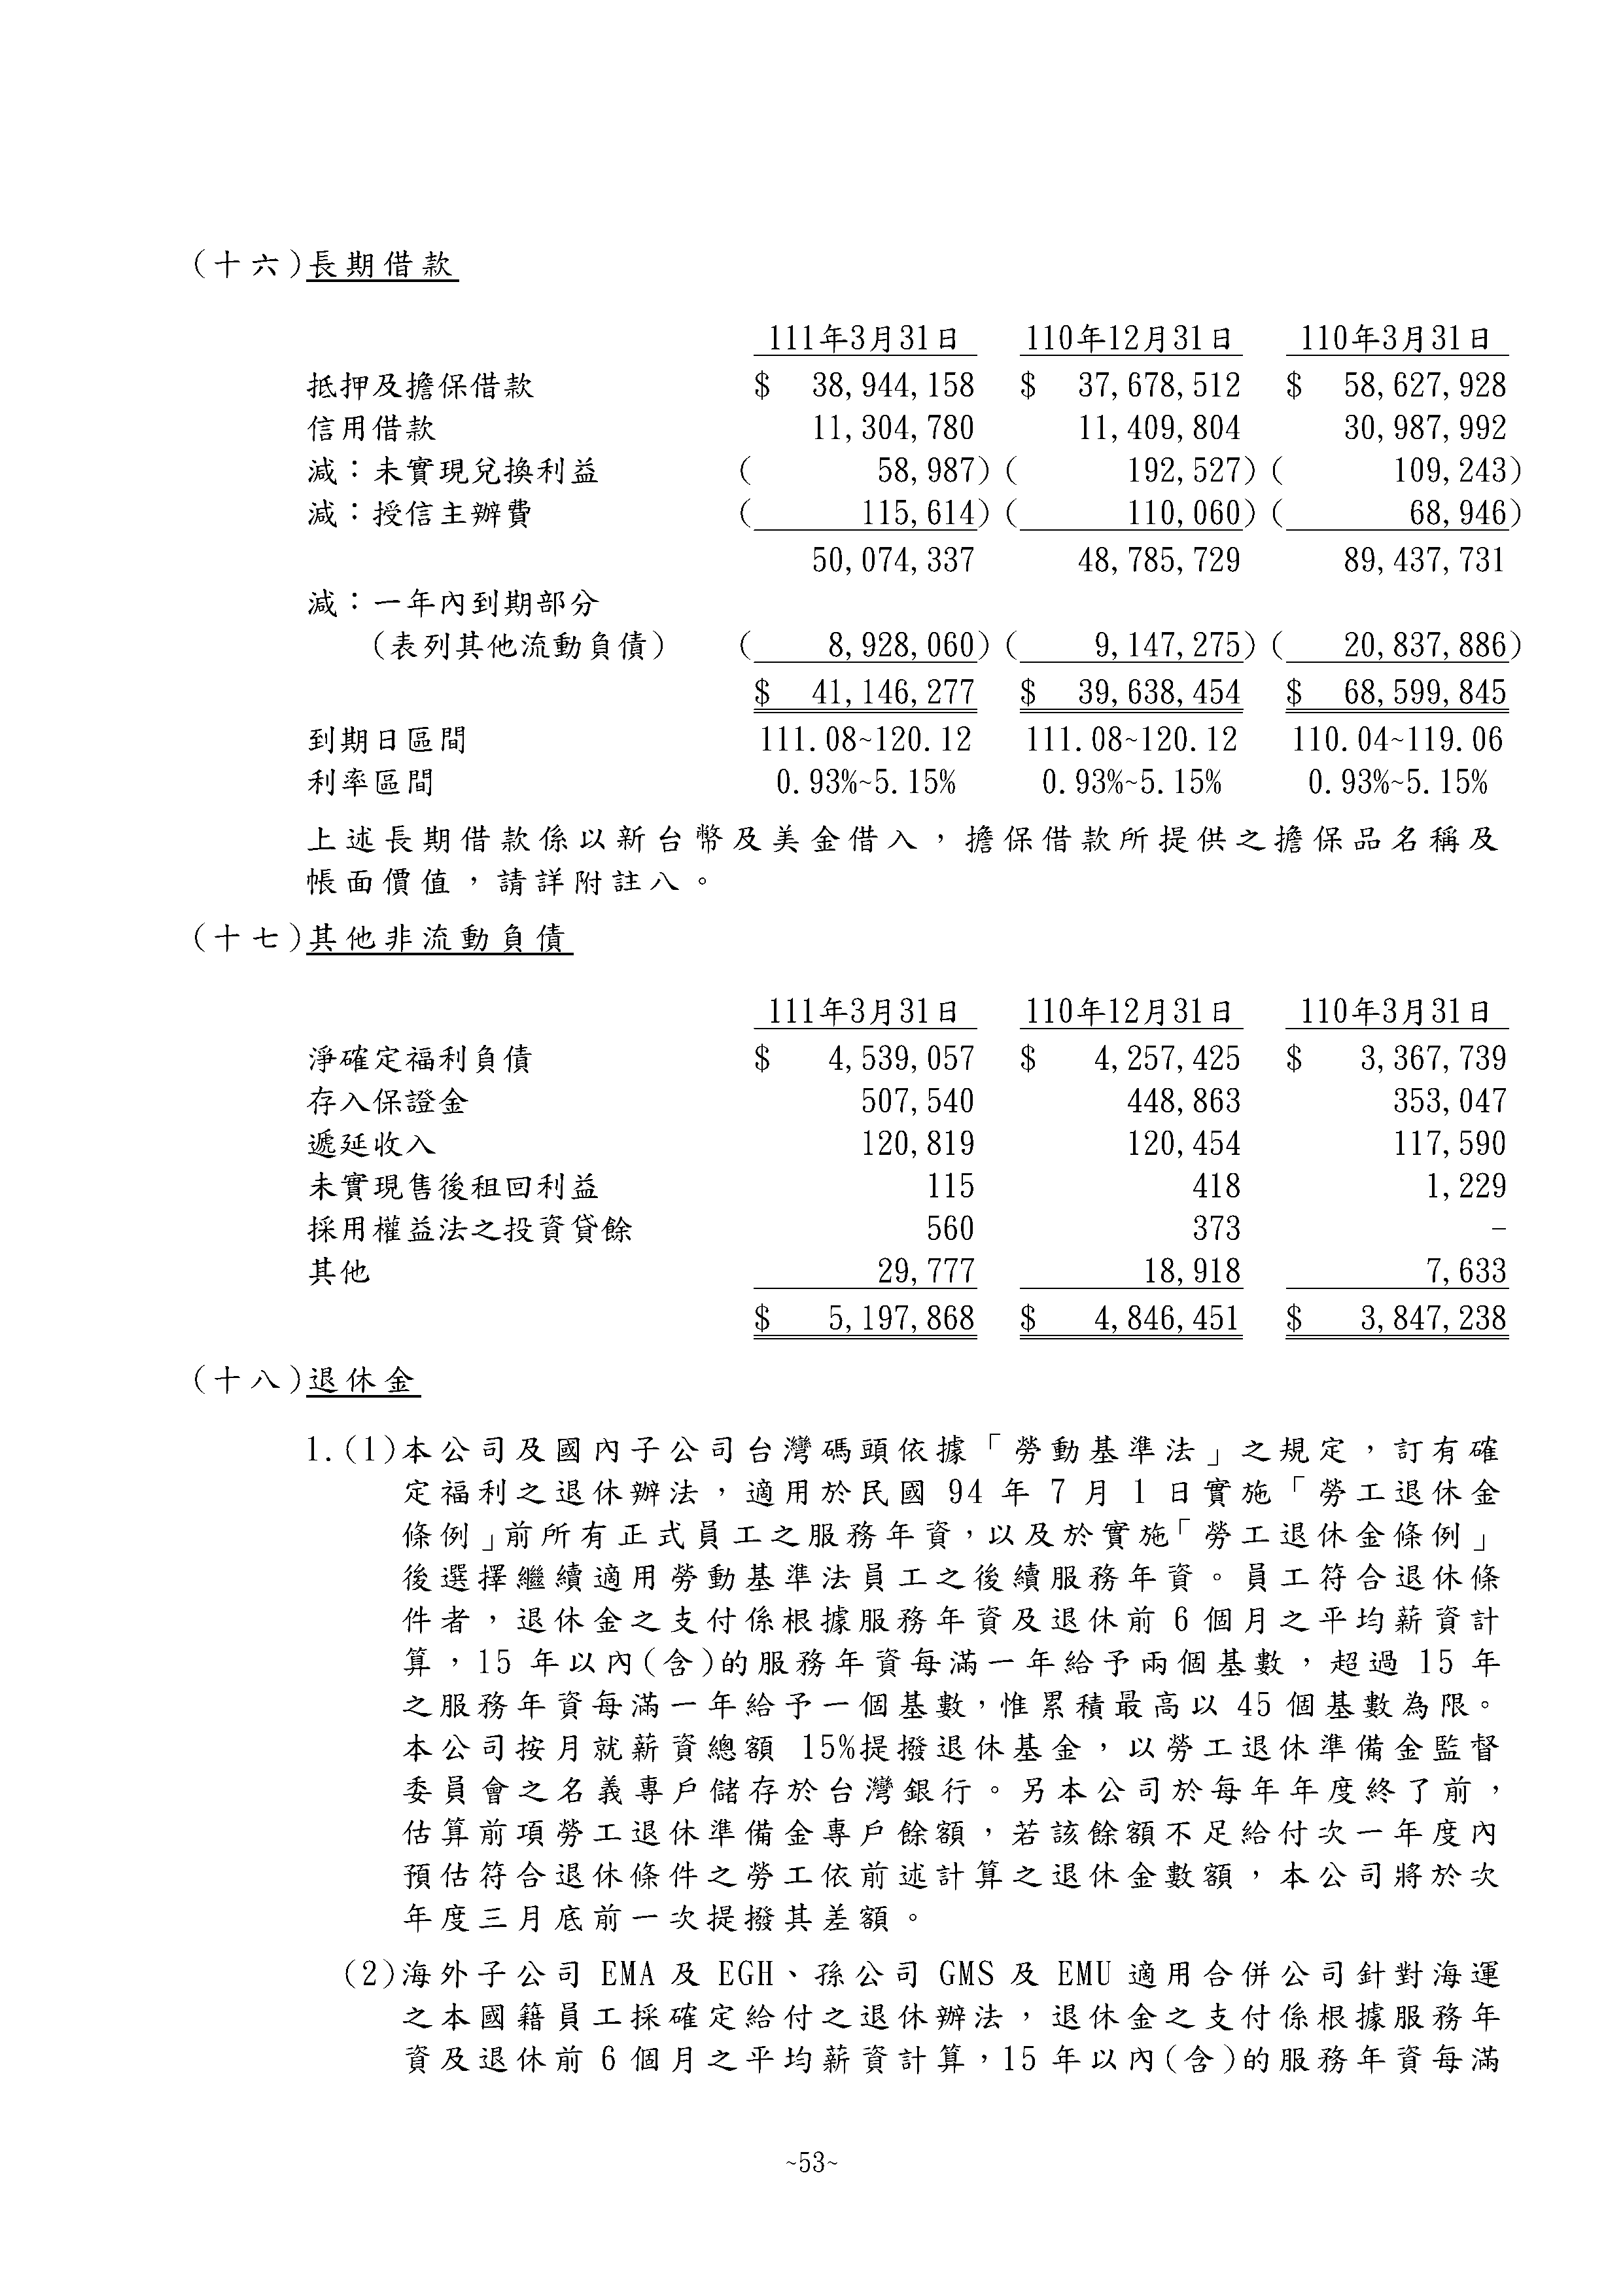 (十六)長期借款
111年3月31日 110年12月31日 110年3月31日
抵押及擔保借款 $ 38,944,158 $ 37,678,512 $ 58,627,928
信用借款 11,304,780 11,409,804 30,987,992
減：未實現兌換利益 ( 58,987) ( 192,527) ( 109,243)
減：授信主辦費 ( 115,614) ( 110,060) ( 68,946)
50,074,337 48,785,729 89,437,731
減：一年內到期部分
（表列其他流動負債） ( 8,928,060) ( 9,147,275) ( 20,837,886)
$ 41,146,277 $ 39,638,454 $ 68,599,845
到期日區間 111.08~120.12 111.08~120.12 110.04~119.06
利率區間 0.93%~5.15% 0.93%~5.15% 0.93%~5.15%
上述長期借款係以新台幣及美金借入，擔保借款所提供之擔保品名稱及
帳面價值，請詳附註八。
(十七)其他非流動負債
111年3月31日 110年12月31日 110年3月31日
淨確定福利負債 $ 4,539,057 $ 4,257,425 $ 3,367,739
存入保證金 507,540 448,863 353,047
遞延收入 120,819 120,454 117,590
未實現售後租回利益 115 418 1,229
採用權益法之投資貸餘 560 373 -
其他 29,777 18,918 7,633
$ 5,197,868 $ 4,846,451 $ 3,847,238
(十八)退休金
1.(1)本公司及國內子公司台灣碼頭依據「勞動基準法」之規定，訂有確
定福利之退休辦法，適用於民國 94 年 7 月 1 日實施「勞工退休金
條例」前所有正式員工之服務年資，以及於實施「勞工退休金條例」
後選擇繼續適用勞動基準法員工之後續服務年資。員工符合退休條
件者，退休金之支付係根據服務年資及退休前 6 個月之平均薪資計
算，15 年以內(含)的服務年資每滿一年給予兩個基數，超過 15 年
之服務年資每滿一年給予一個基數，惟累積最高以 45 個基數為限。
本公司按月就薪資總額 15%提撥退休基金，以勞工退休準備金監督
委員會之名義專戶儲存於台灣銀行。另本公司於每年年度終了前，
估算前項勞工退休準備金專戶餘額，若該餘額不足給付次一年度內
預估符合退休條件之勞工依前述計算之退休金數額，本公司將於次
年度三月底前一次提撥其差額。
(2)海外子公司 EMA 及 EGH、孫公司 GMS 及 EMU 適用合併公司針對海運
之本國籍員工採確定給付之退休辦法，退休金之支付係根據服務年
資及退休前 6 個月之平均薪資計算，15 年以內(含)的服務年資每滿
~53~